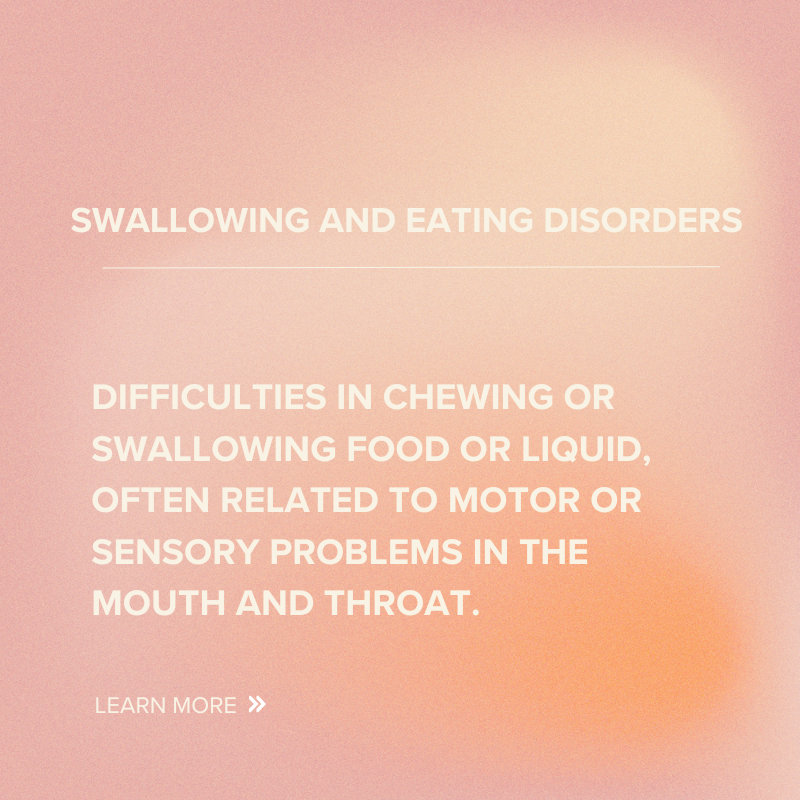 SWALLOWING AND EATING DISORDERS
DIFFICULTIES IN CHEWING OR
SWALLOWING FOOD OR LIQUID,
OFTEN RELATED TO MOTOR OR
SENSORY PROBLEMS IN THE
MOUTH AND THROAT.
LEARN MORE »